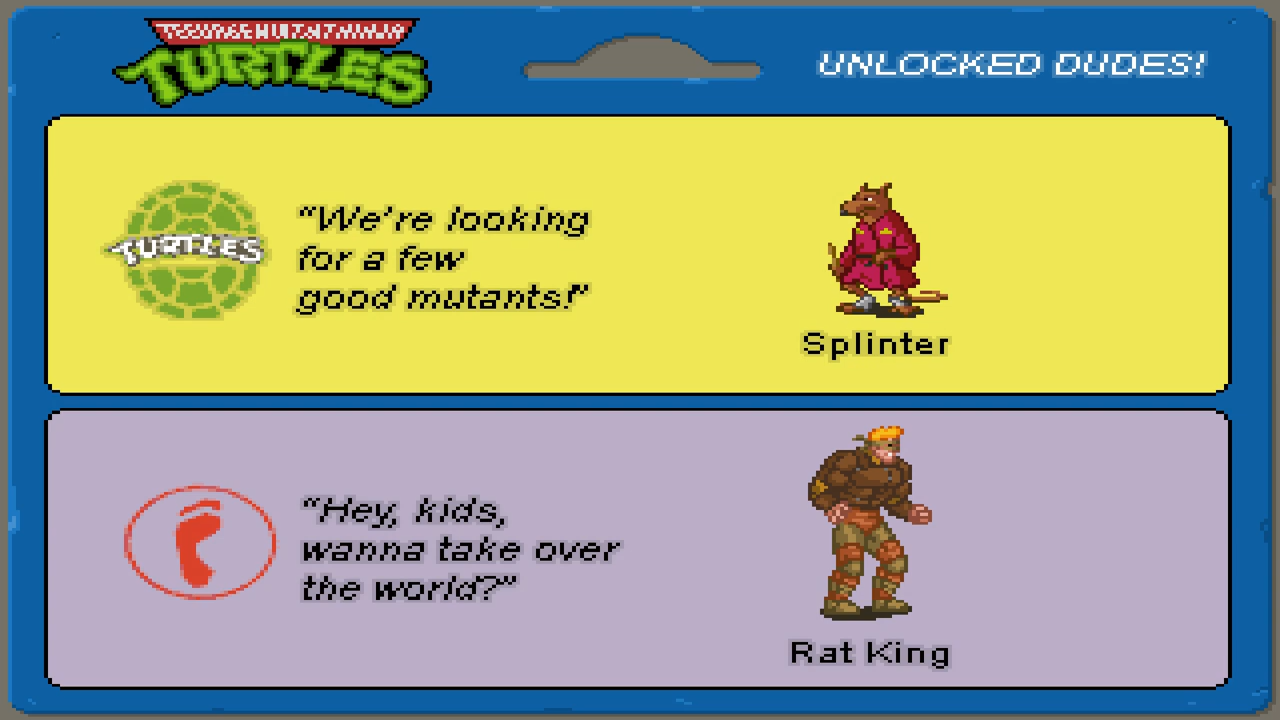 TEENAGE MUTANT NINJA
TURTLES
UNLOCKED DUDES!
TURTLES
“We're looking
for a few
good mutants!”
Splinter
“Hey, kids,
wanna take over
the world?”
Rat King